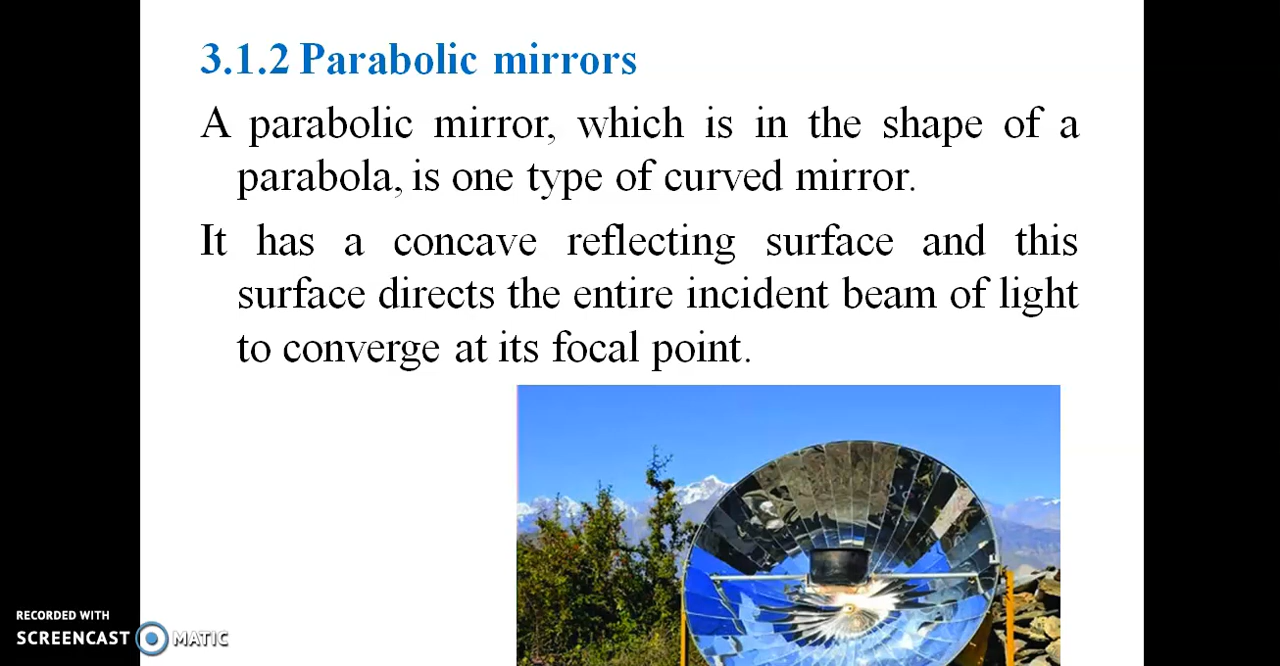 3.1.2 Parabolic mirrors
A parabolic mirror, which is in the shape of a
parabola, is one type of curved mirror.
It has a concave reflecting surface and this
surface directs the entire incident beam of light
to converge at its focal point.
RECORDED WITH
SCREENCAST MATIC